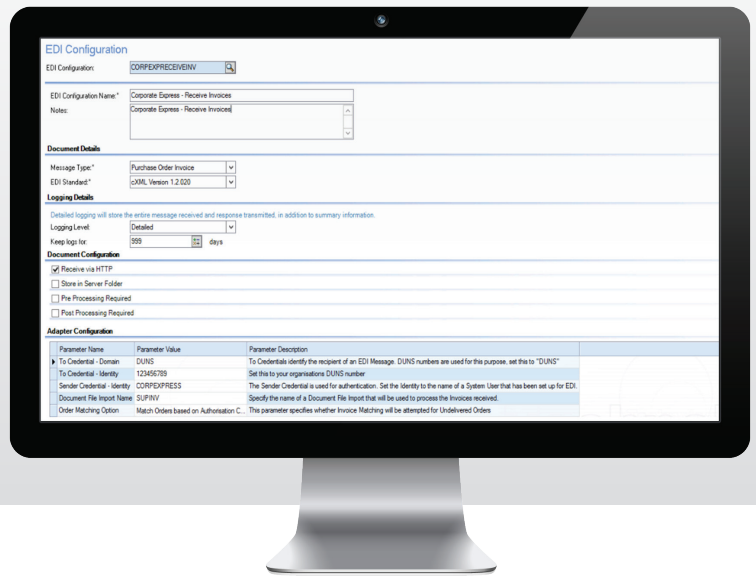 EDI Configuration
EDI Configuration: CORPEXPRECEIVEINV
EDI Configuration Name:* Corporate Express - Receive Invoices
Notes: Corporate Express - Receive Invoices
Document Details
Message Type:* Purchase Order Invoice
EDI Standard:* cXML Version 1.2.020
Logging Details
Detailed logging will store the entire message received and response transmitted, in addition to summary information.
Logging Level: Detailed
Keep logs for: 999 days
Document Configuration
Receive via HTTP
Store in Server Folder
Pre Processing Required
Post Processing Required
Adapter Configuration
Parameter Name Parameter Value Parameter Description
To Credential - Domain DUNS To Credentials identify the recipient of an EDI Message. DUNS numbers are used for this purpose, set this to "DUNS"
To Credential - Identity 123456789 Set this to your organisations DUNS number
Sender Credential - Identity CORPEXPRESS The Sender Credential is used for authentication. Set the Identity to the name of a System User that has been set up for EDI.
Document File Import Name SUPINV Specify the name of a Document File Import that will be used to process the Invoices received.
Order Matching Option Match Orders based on Authorisation C... This parameter specifies whether Invoice Matching will be attempted for Undelivered Orders